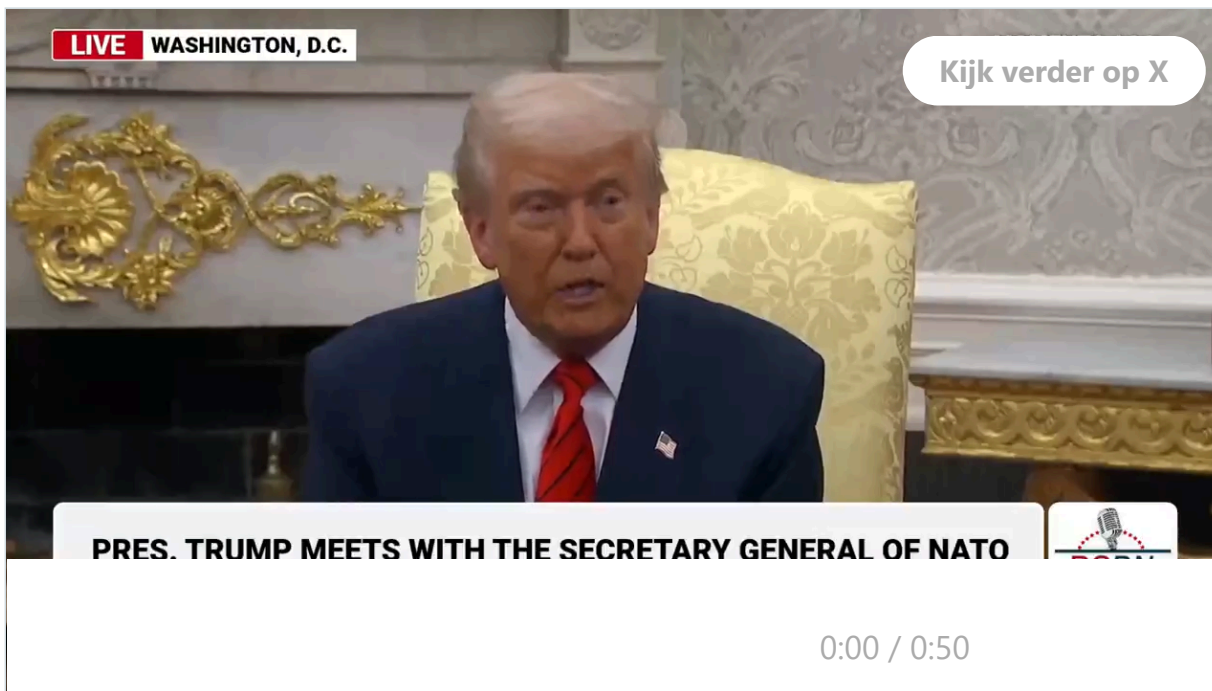 LIVE WASHINGTON, D.C.
Kijk verder op X
PRES. TRUMP MEETS WITH THE SECRETARY GENERAL OF NATO
0:00 / 0:50